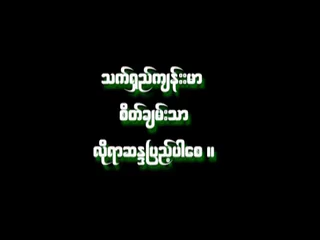 သက်ရှည်ကျန်းးမာ
စိတ်ချမ်းသာ
လိုရာဆန္ဒပြည့်ပါစေ ။